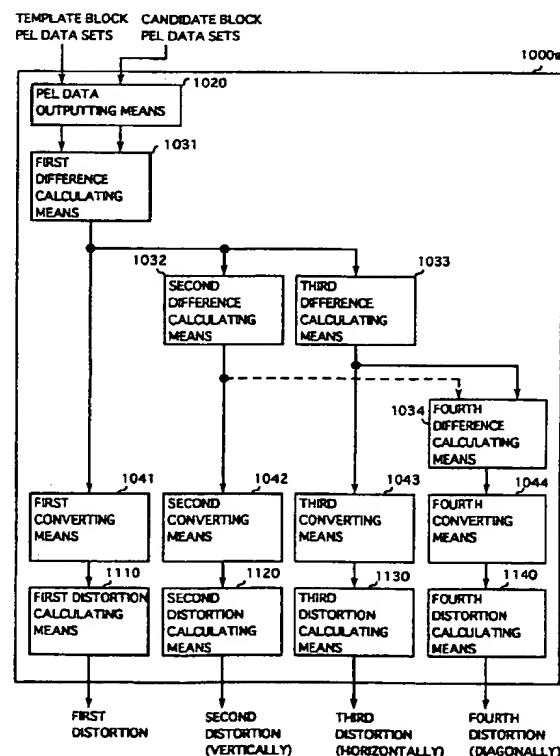 TEMPLATE BLOCK
PEL DATA SETS
CANDIDATE BLOCK
PEL DATA SETS
1000a
1020
PEL DATA
OUTPUTTING MEANS
1031
FIRST
DIFFERENCE
CALCULATING
MEANS
1032
SECOND
DIFFERENCE
CALCULATING
MEANS
1033
THIRD
DIFFERENCE
CALCULATING
MEANS
1034
FOURTH
DIFFERENCE
CALCULATING
MEANS
1041
FIRST
CONVERTING
MEANS
1042
SECOND
CONVERTING
MEANS
1043
THIRD
CONVERTING
MEANS
1044
FOURTH
CONVERTING
MEANS
1110
FIRST DISTORTION
CALCULATING
MEANS
1120
SECOND
DISTORTION
CALCULATING
MEANS
1130
THIRD
DISTORTION
CALCULATING
MEANS
1140
FOURTH
DISTORTION
CALCULATING
MEANS
FIRST
DISTORTION
SECOND
DISTORTION
(VERTICALLY)
THIRD
DISTORTION
(HORIZONTALLY)
FOURTH
DISTORTION
(DIAGONALLY)